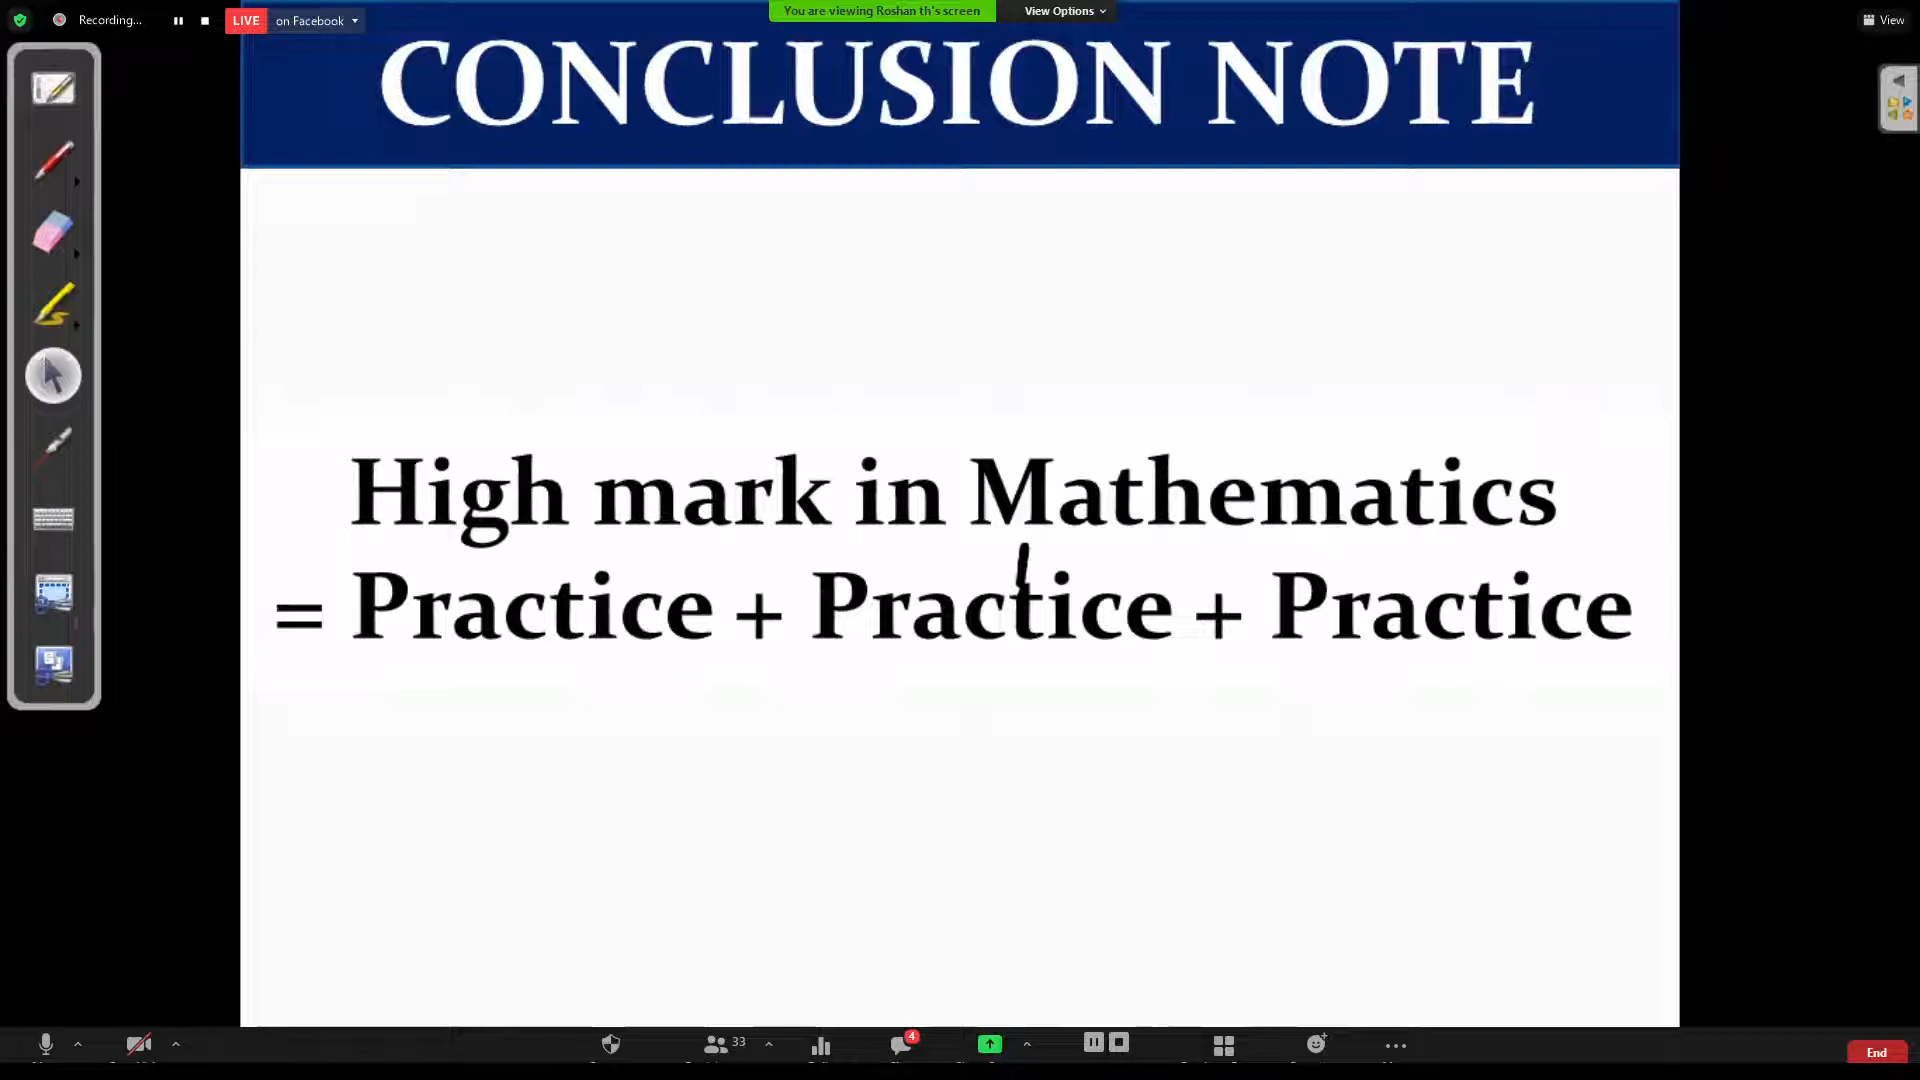 Recording...
LIVE on Facebook
You are viewing Roshan th's screen
View Options
View
CONCLUSION NOTE
High mark in Mathematics
= Practice + Practice + Practice
33
4
End